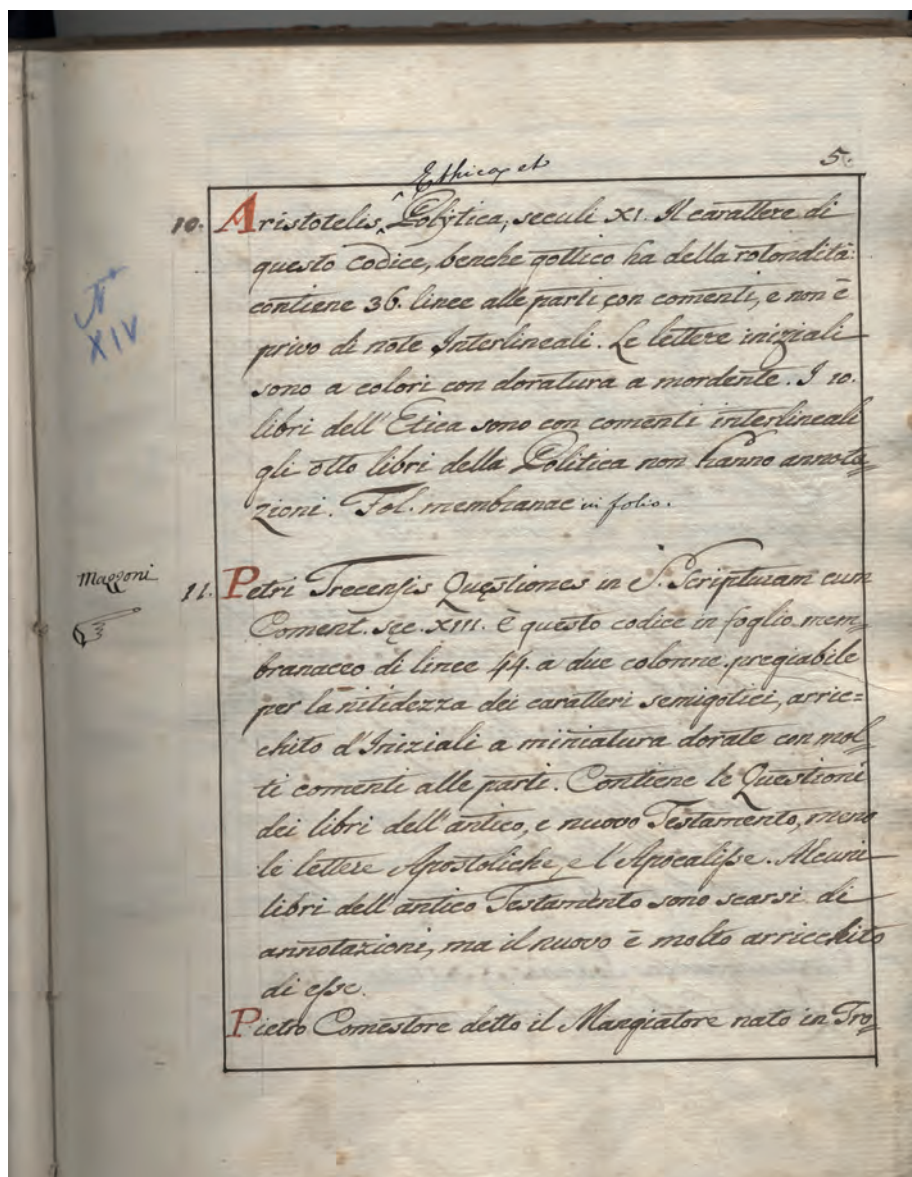 5.
Ethica et
10. Aristotelis, Polÿtica, seculi XI. Il carattere di
questo codice, benche gottico ha della rotondità:
contiene 36. linee alle parti, con comenti, e non è
privo di note Interlineali. Le lettere iniziali
sono a colori con doratura a mordente. I 10.
libri dell' Etica sono con comenti interlineali
gli otto libri della Politica non hanno annota=
zioni. Fol. membranac in folio.
No
XIV
Mazzoni
11. Petri Trecensis Quęstiones in S. Scripturam cum
Coment. sęc. XIII. è questo codice in foglio mem=
branaceo di linee 44. a due colonne, pregiabile
per la nitidezza dei caratteri semigotici, arric=
chito d'Iniziali a miniatura dorate con mol=
ti comenti alle parti. Contiene le Questioni
dei libri dell' antico, e nuovo Testamento, meno
le lettere Apostoliche, e l'Apocalisse. Alcuni
libri dell' antico Testamento sono scarsi di
annotazioni, ma il nuovo è molto arricchito
di esse.
Pietro Comestore detto il Mangiatore nato in Tro=